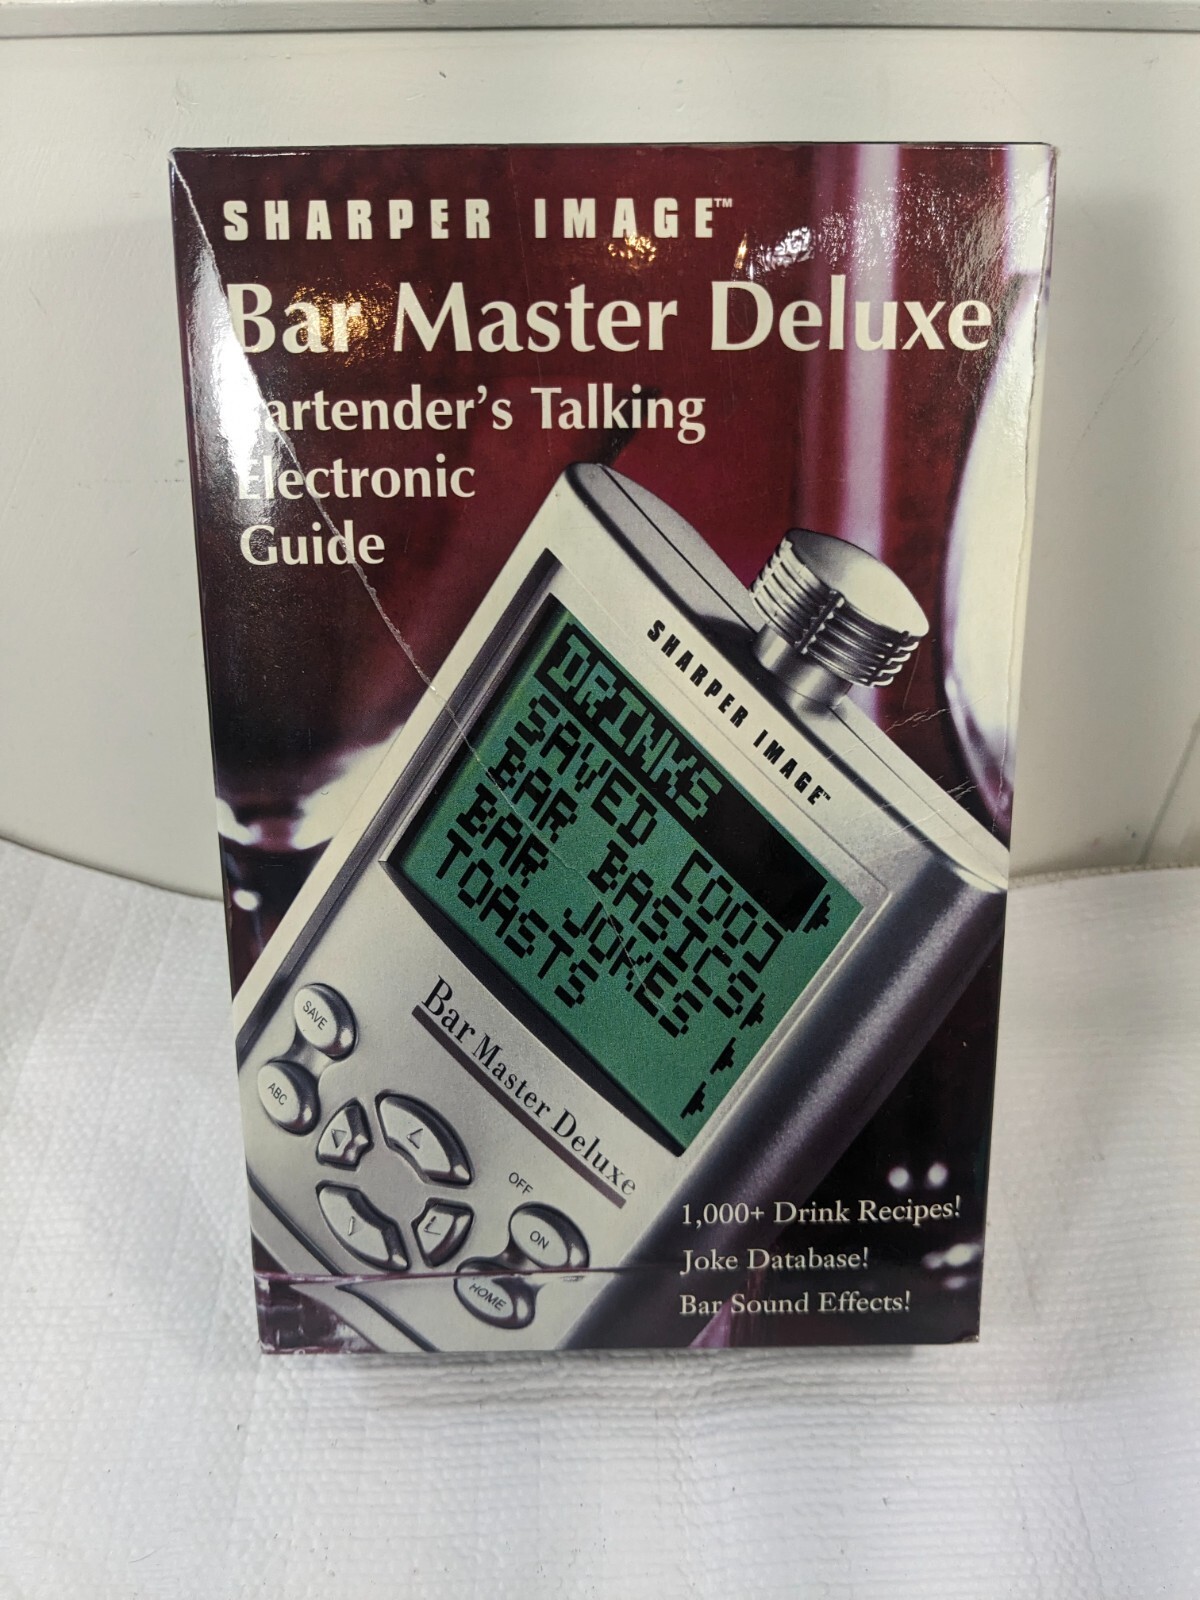 SHARPER IMAGE™
Bar Master Deluxe
Bartender's Talking
Electronic
Guide
SHARPER IMAGE™
DRINKS
SAVED [00]
BAR BASICS
BAR JOKES
TOASTS
Bar Master Deluxe
SAVE
ABC
OFF
ON
HOME
1,000+ Drink Recipes!
Joke Database!
Bar Sound Effects!